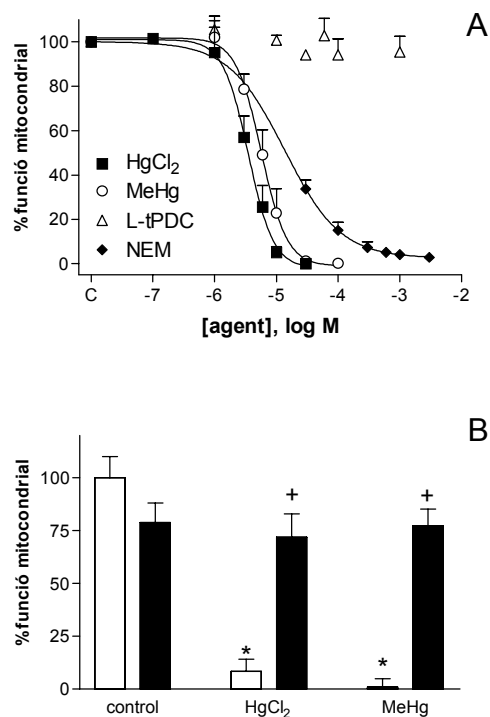 A
%funció mitocondrial
100
80
60
40
20
0
HgCl₂
MeHg
L-tPDC
NEM
C -7 -6 -5 -4 -3 -2
[agent], log M
B
%funció mitocondrial
100
75
50
25
0
* + * +
control HgCl₂ MeHg